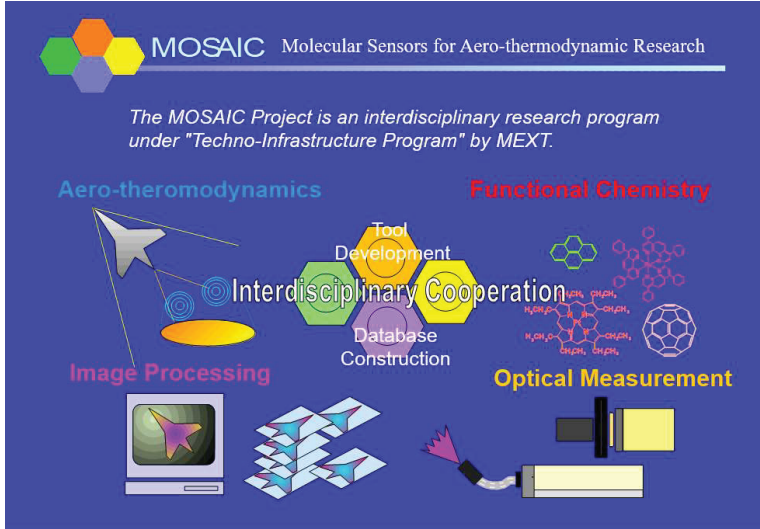 MOSAIC Molecular Sensors for Aero-thermodynamic Research
The MOSAIC Project is an interdisciplinary research program
under "Techno-Infrastructure Program" by MEXT.
Aero-theromodynamics
Functional Chemistry
Tool
Development
Interdisciplinary Cooperation
Database
Construction
Image Processing
Optical Measurement